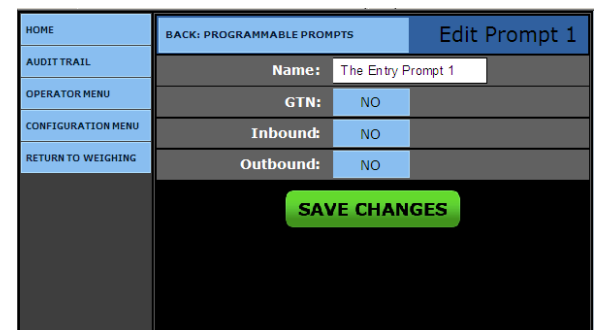 HOME
BACK: PROGRAMMABLE PROMPTS
Edit Prompt 1
AUDIT TRAIL
Name: The Entry Prompt 1
OPERATOR MENU
GTN: NO
CONFIGURATION MENU
Inbound: NO
RETURN TO WEIGHING
Outbound: NO
SAVE CHANGES